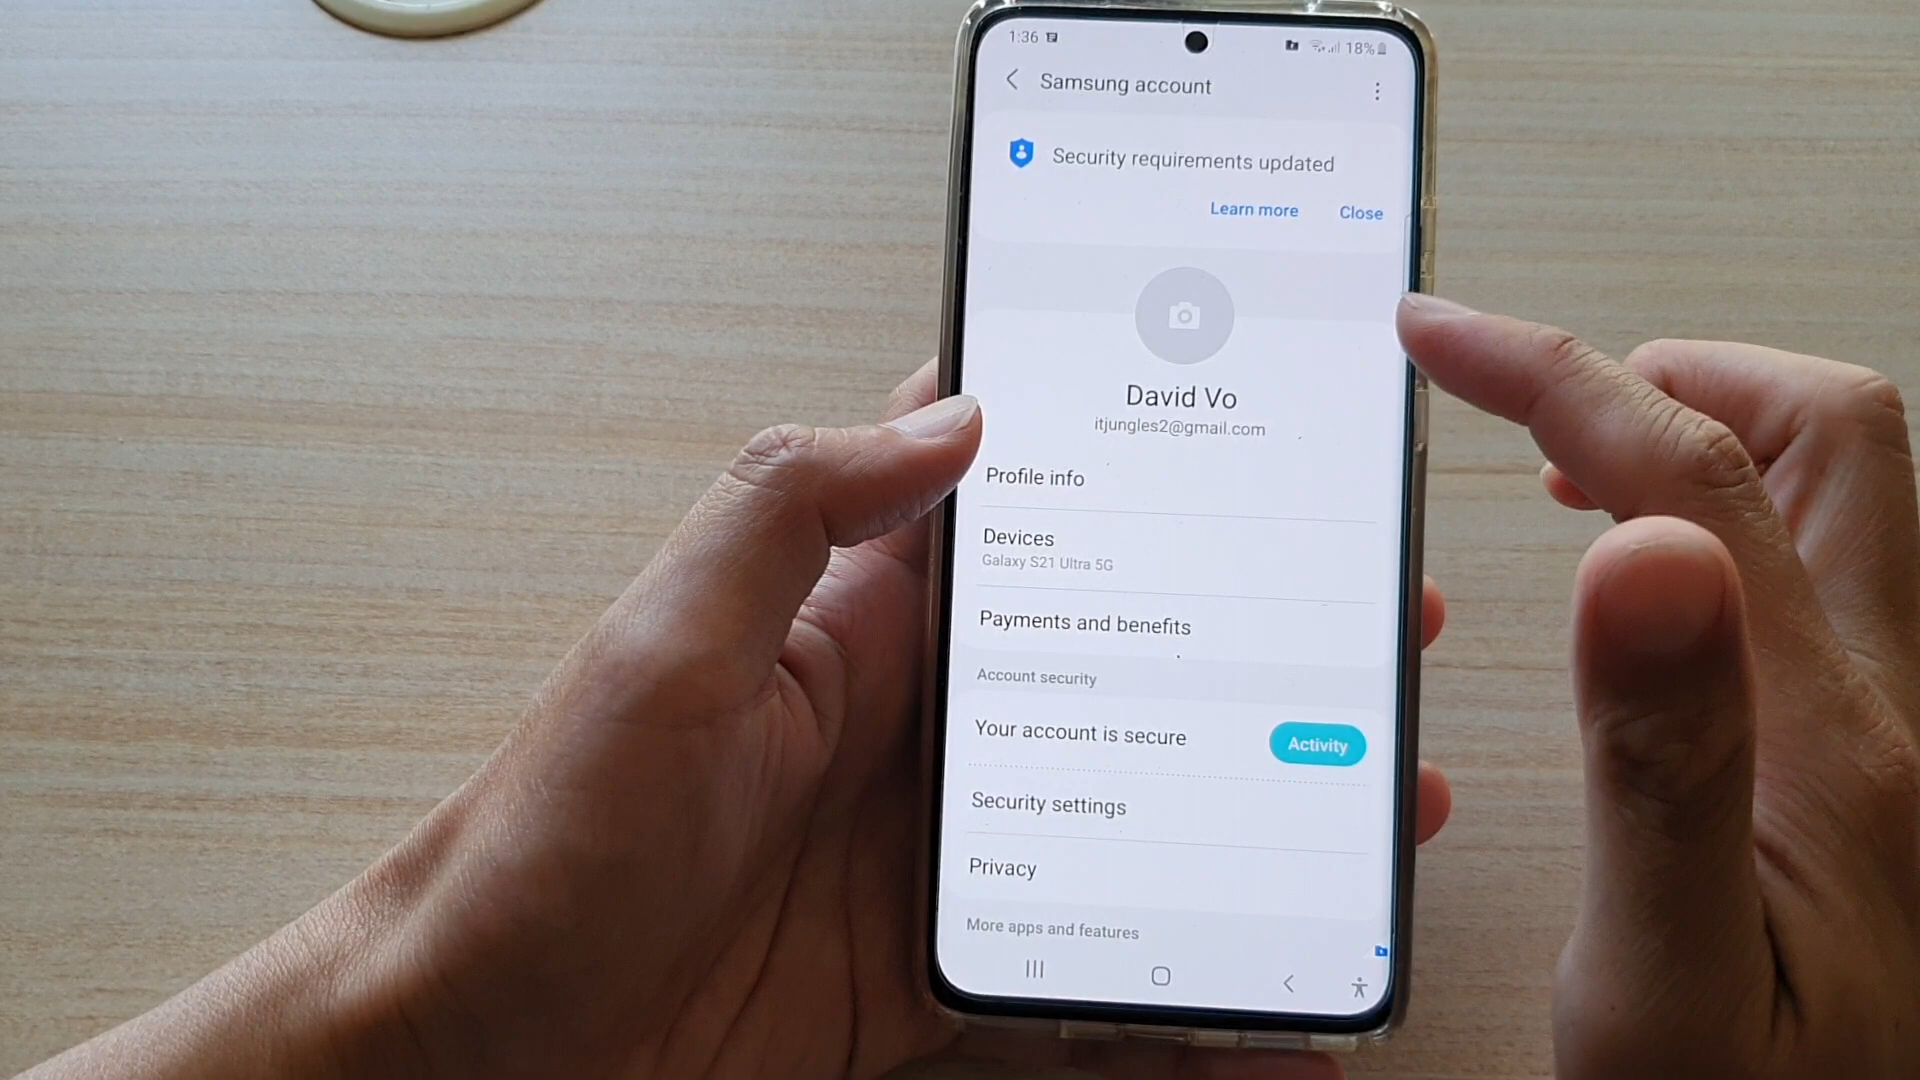 1:36
18%
Samsung account
Security requirements updated
Learn more Close
David Vo
itjungles2@gmail.com
Profile info
Devices
Galaxy S21 Ultra 5G
Payments and benefits
Account security
Your account is secure
Activity
Security settings
Privacy
More apps and features